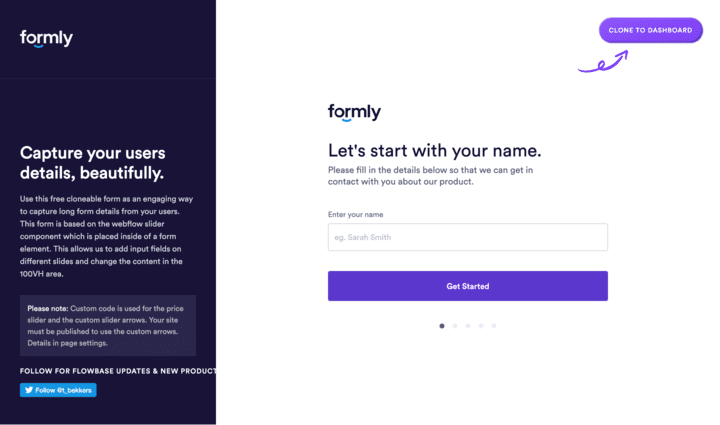 formly
Capture your users
details, beautifully.
Use this free cloneable form as an engaging way
to capture long form details from your users.
This form is based on the webflow slider
component which is placed inside of a form
element. This allows us to add input fields on
different slides and change the content in the
100VH area.
Please note: Custom code is used for the price
slider and the custom slider arrows. Your site
must be published to use the custom arrows.
Details in page settings.
FOLLOW FOR FLOWBASE UPDATES & NEW PRODUCT
Follow @t_bekkers
CLONE TO DASHBOARD
formly
Let's start with your name.
Please fill in the details below so that we can get in
contact with you about our product.
Enter your name
eg. Sarah Smith
Get Started